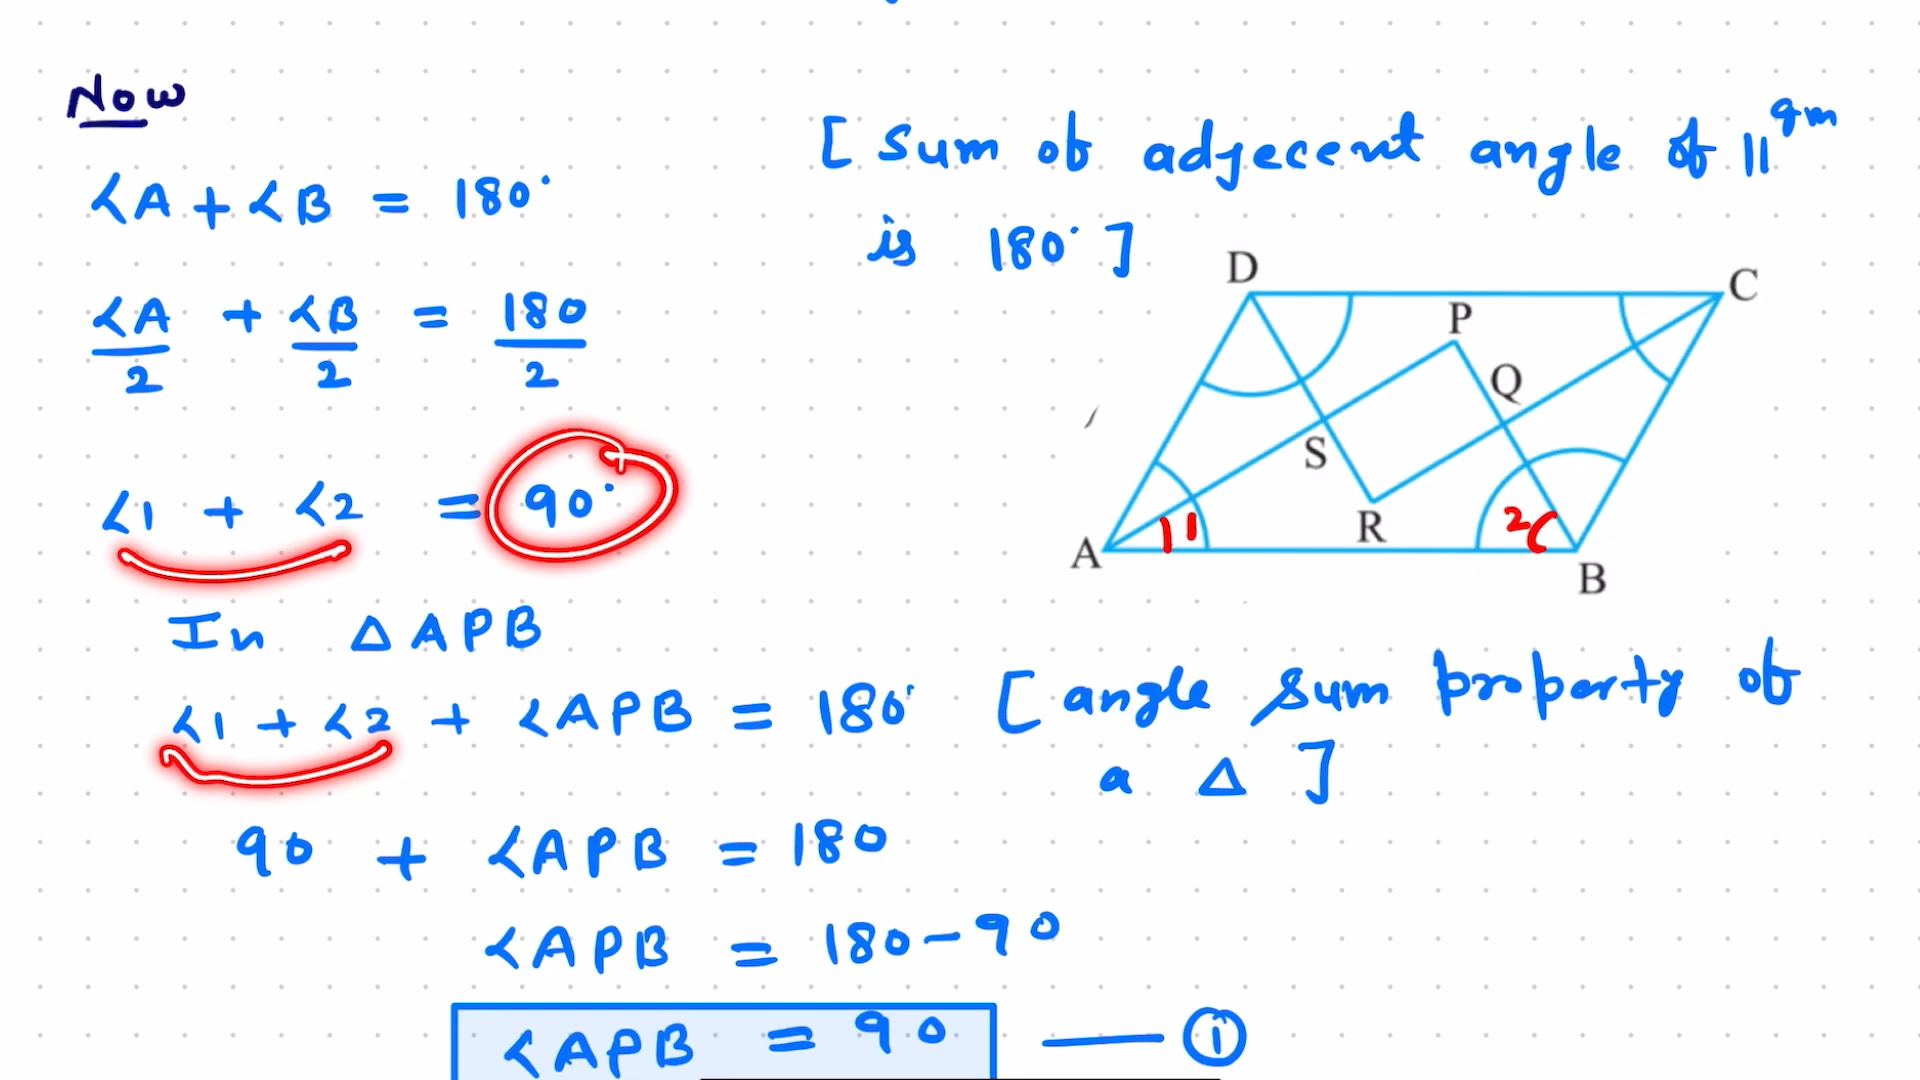 Now
∠A + ∠B = 180°
[Sum of adjecent angle of ||gm
is 180°]
∠A/2 + ∠B/2 = 180/2
∠1 + ∠2 = 90°
D
C
P
Q
S
R
A
B
1
2
In △APB
∠1 + ∠2 + ∠APB = 180°
[angle sum property of
a △]
90 + ∠APB = 180
∠APB = 180-90
∠APB = 90 — ①